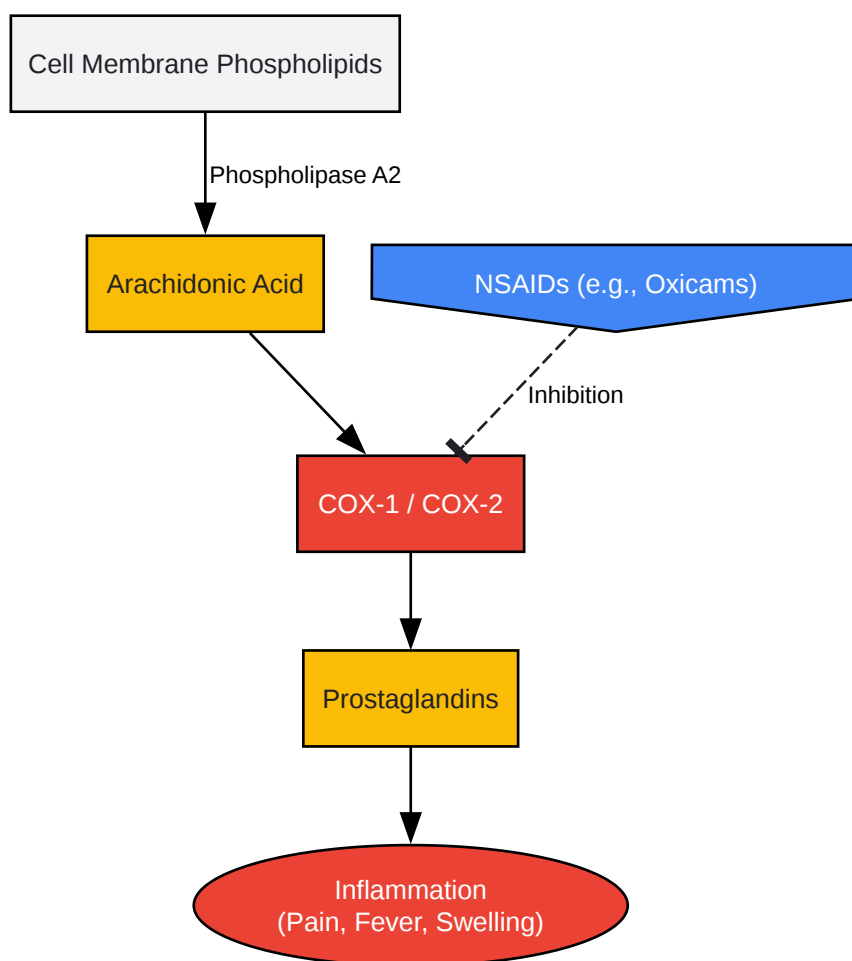 Cell Membrane Phospholipids
Phospholipase A2
Arachidonic Acid
NSAIDs (e.g., Oxicams)
Inhibition
COX-1 / COX-2
Prostaglandins
Inflammation
(Pain, Fever, Swelling)